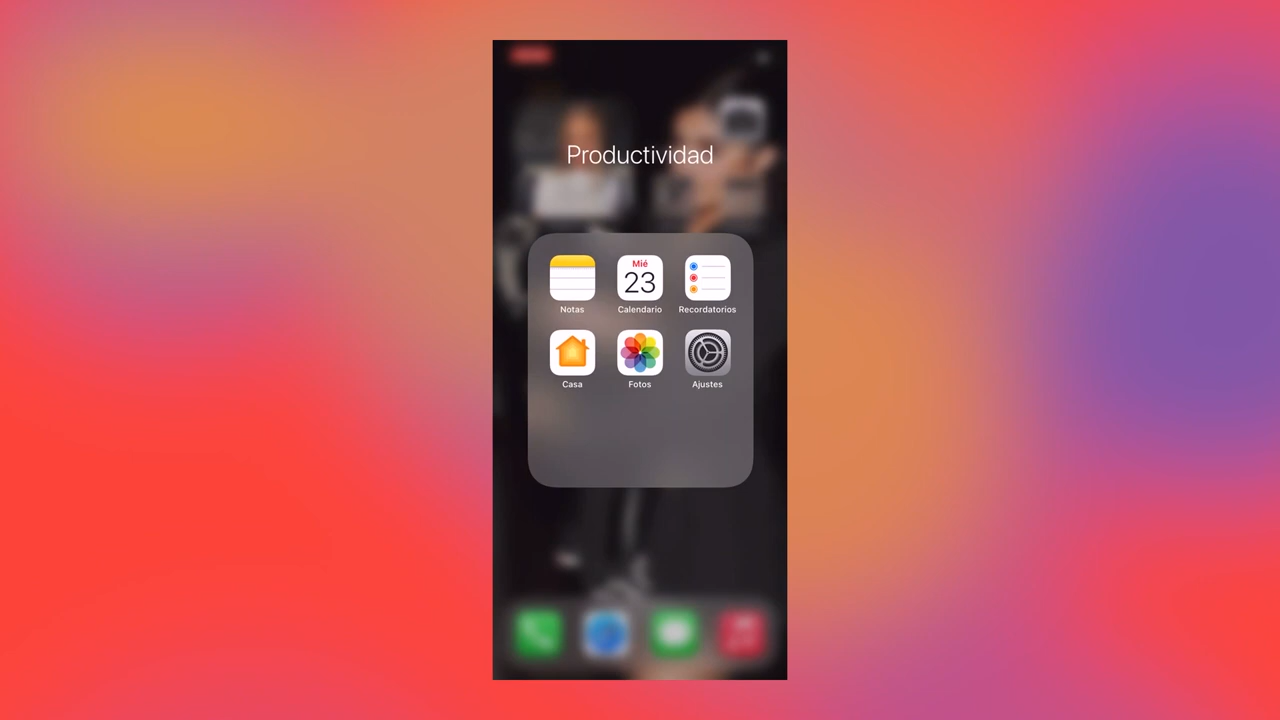 Productividad
Mié
23
Notas
Calendario
Recordatorios
Casa
Fotos
Ajustes